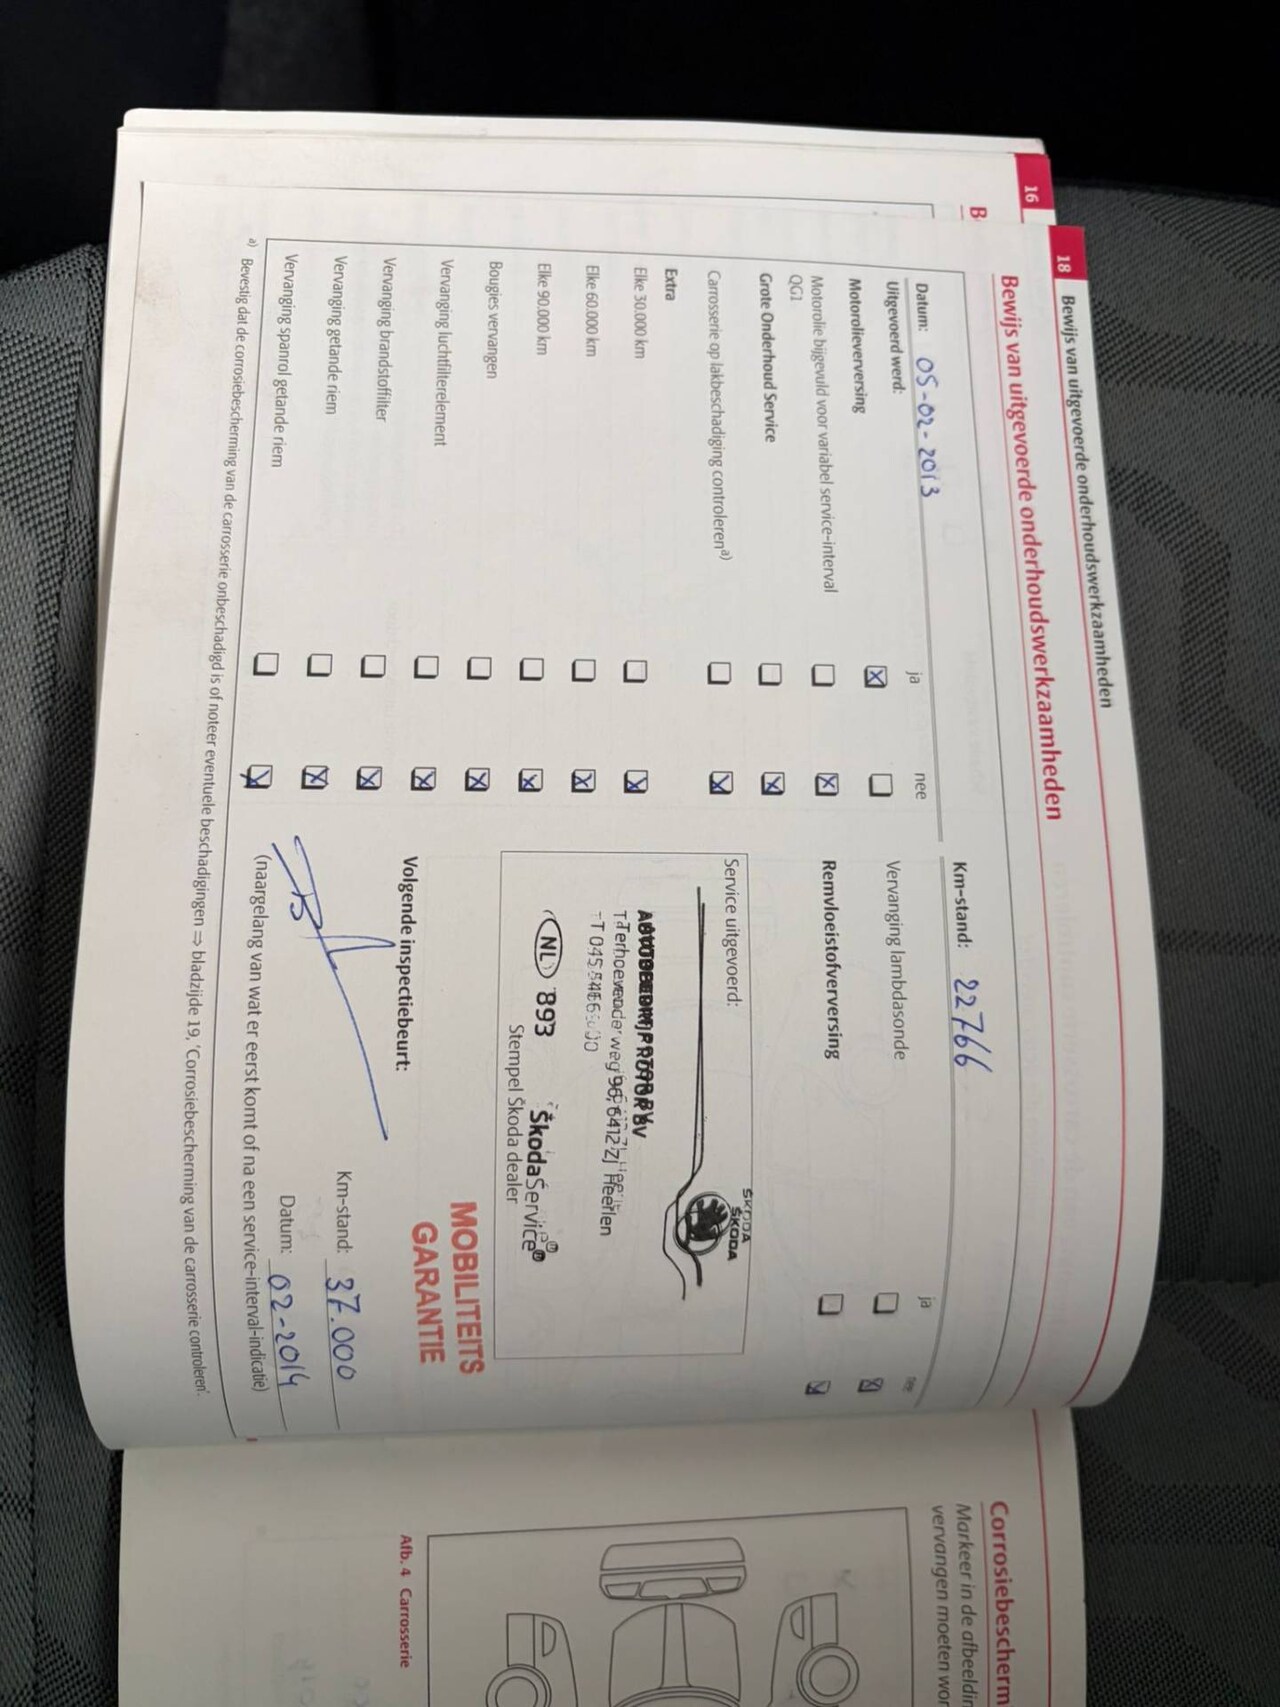 16
B
18 Bewijs van uitgevoerde onderhoudswerkzaamheden
Bewijs van uitgevoerde onderhoudswerkzaamheden
Datum: 05-02-2013
Km-stand: 22766
Uitgevoerd werd:
ja
nee
ja
Motorolieverversing
Vervanging lambdasonde
Motorolie bijgevuld voor variabel service-interval
QG1
Remvloeistofverversing
Grote Onderhoud Service
Carrosserie op lakbeschadiging controleren a)
Extra
Elke 30.000 km
Elke 60.000 km
Elke 90.000 km
Bougies vervangen
Vervanging luchtfilterelement
Vervanging brandstoffilter
Vervanging getande riem
Vervanging spanrol getande riem
Service uitgevoerd:
ŠKODA
ŠKODA
Heerlen
NL 893
ŠkodaService
Stempel Škoda dealer
MOBILITEITS
GARANTIE
Volgende inspectiebeurt:
Km-stand: 37.000
Datum: 02-2014
(naargelang van wat er eerst komt of na een service-interval-indicatie)
a) Bevestig dat de corrosiebescherming van de carrosserie onbeschadigd is of noteer eventuele beschadigingen ⇒ bladzijde 19, 'Corrosiebescherming van de carrosserie controleren'.
Corrosiebescherm
Markeer in de afbeeldin
vervangen moeten wor
Afb. 4 Carrosserie